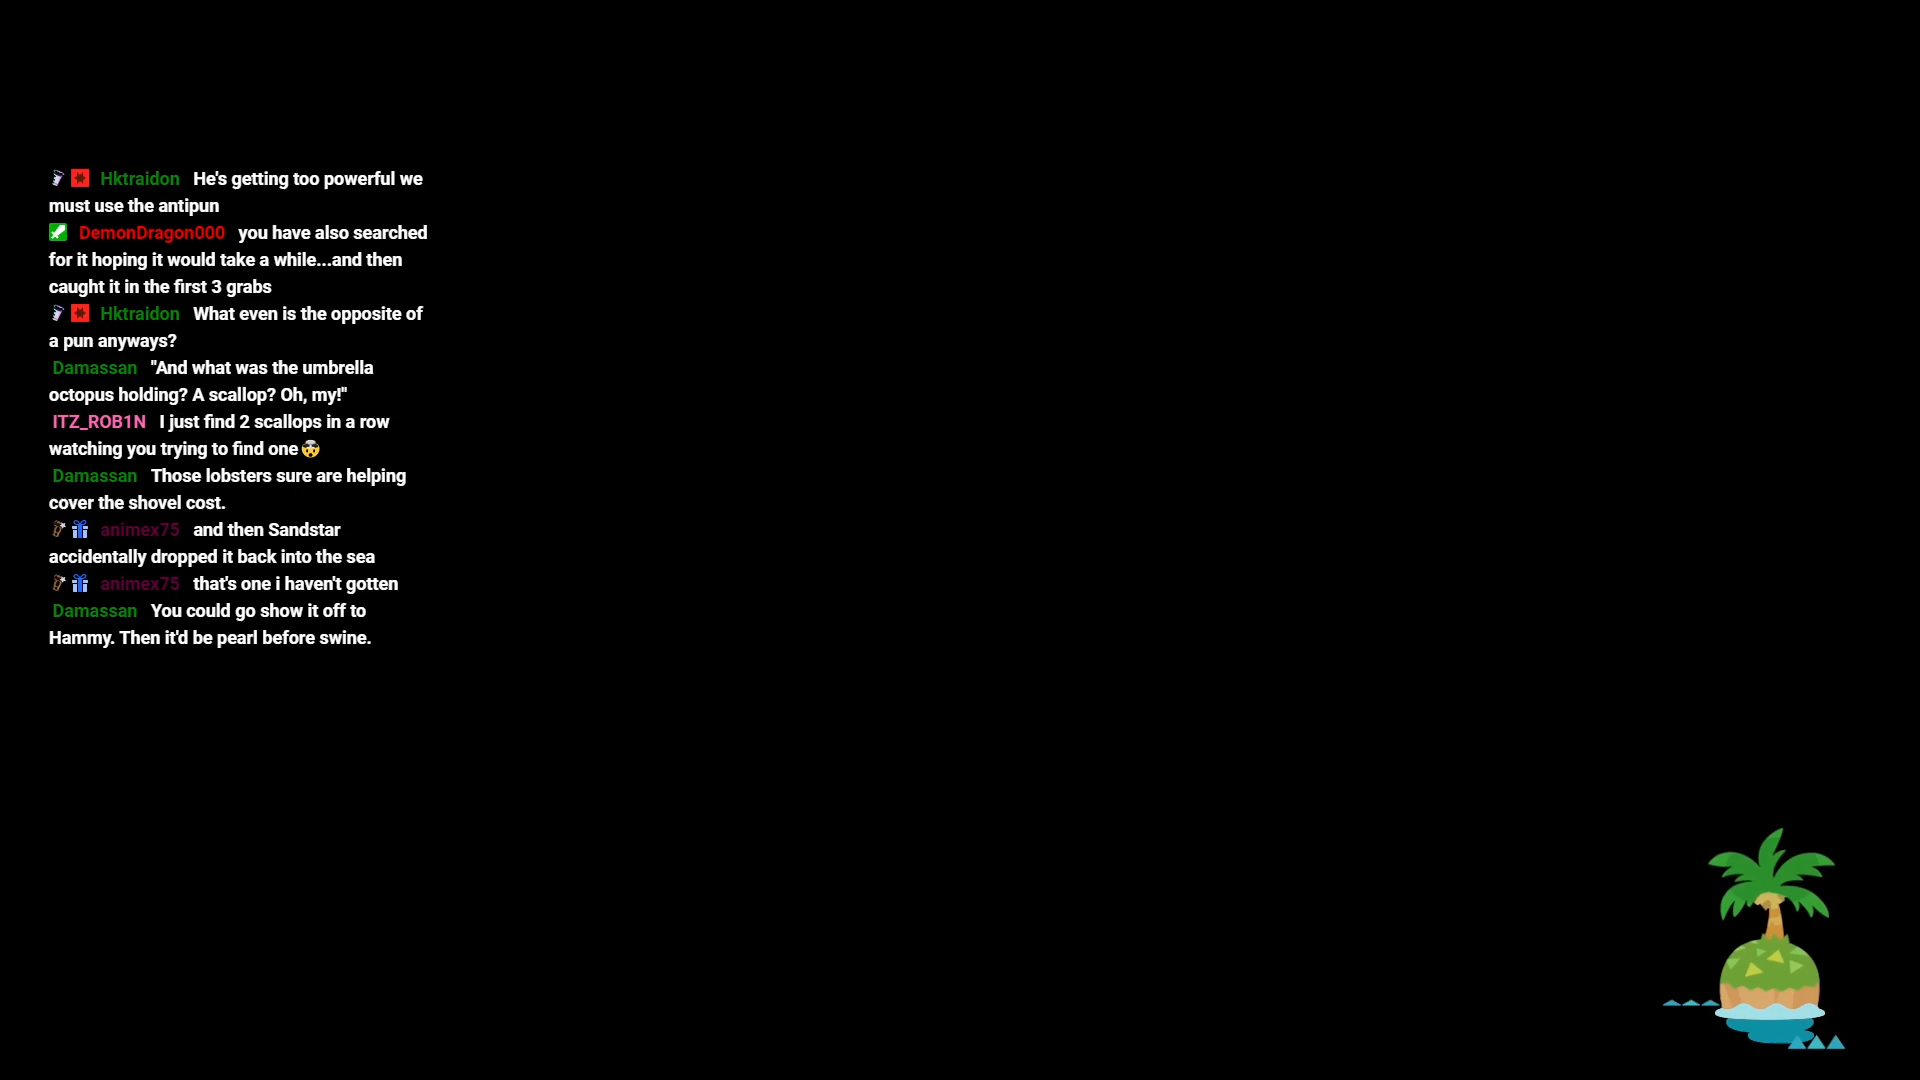 Hktraidon He's getting too powerful we
must use the antipun
DemonDragon000 you have also searched
for it hoping it would take a while...and then
caught it in the first 3 grabs
Hktraidon What even is the opposite of
a pun anyways?
Damassan "And what was the umbrella
octopus holding? A scallop? Oh, my!"
ITZ_ROB1N I just find 2 scallops in a row
watching you trying to find one🤯
Damassan Those lobsters sure are helping
cover the shovel cost.
animex75 and then Sandstar
accidentally dropped it back into the sea
animex75 that's one i haven't gotten
Damassan You could go show it off to
Hammy. Then it'd be pearl before swine.